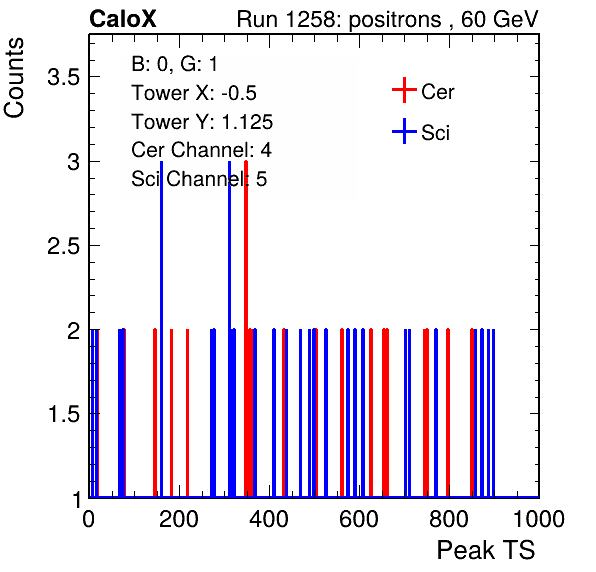 CaloX Run 1258: positrons , 60 GeV
Counts
B: 0, G: 1
Tower X: -0.5
Tower Y: 1.125
Cer Channel: 4
Sci Channel: 5
Cer
Sci
3.5
3
2.5
2
1.5
1
0 200 400 600 800 1000
Peak TS